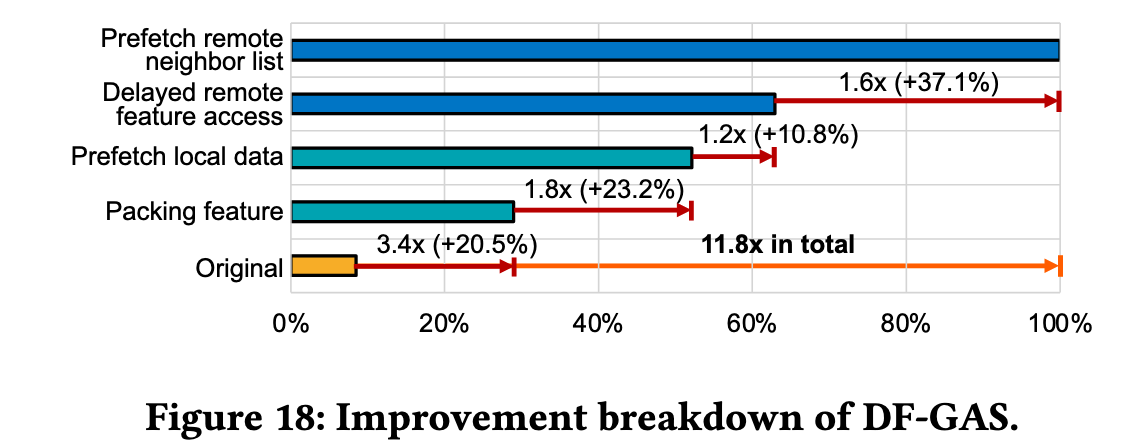 Prefetch remote
neighbor list
1.6x (+37.1%)
Delayed remote
feature access
1.2x (+10.8%)
Prefetch local data
1.8x (+23.2%)
Packing feature
3.4x (+20.5%)
11.8x in total
Original
0%
20%
40%
60%
80%
100%
Figure 18: Improvement breakdown of DF-GAS.